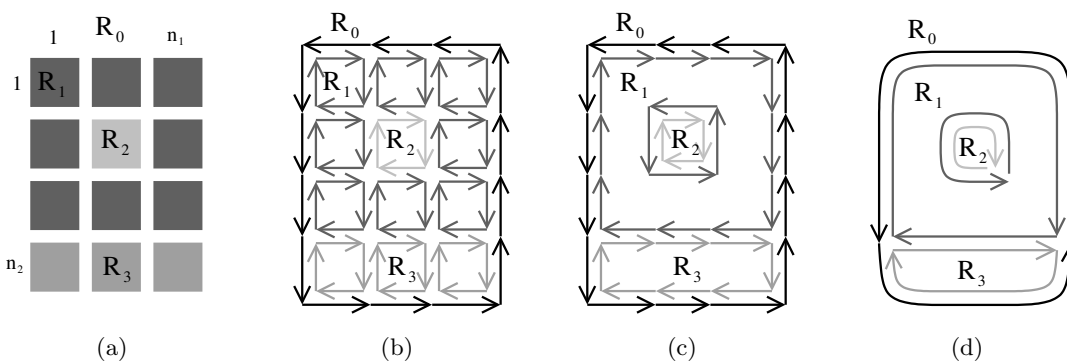 1 R₀ n₁
1 R₁
R₂
n₂ R₃
(a)
R₀
R₁
R₂
R₃
(b)
R₀
R₁
R₂
R₃
(c)
R₀
R₁
R₂
R₃
(d)